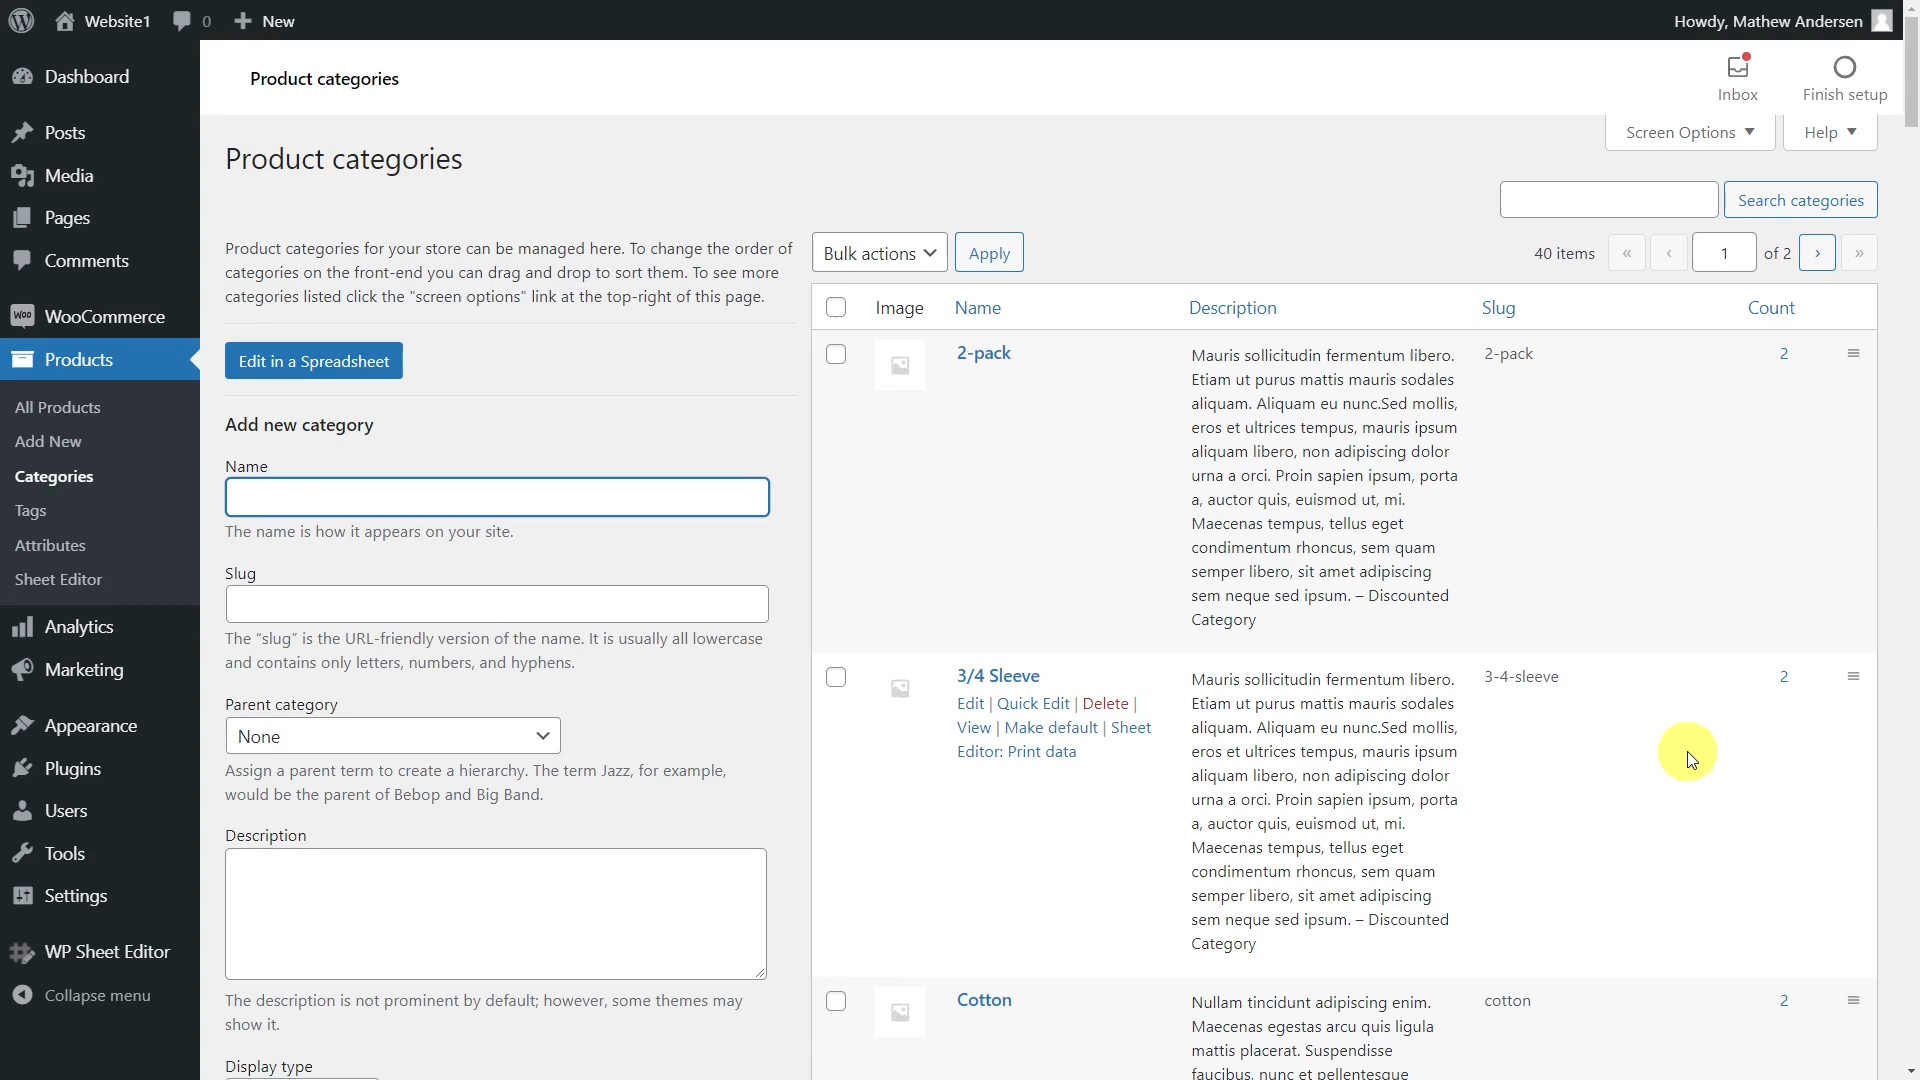 Website1
0
New
Howdy, Mathew Andersen
Dashboard
Posts
Media
Pages
Comments
Woo WooCommerce
Products
All Products
Add New
Categories
Tags
Attributes
Sheet Editor
Analytics
Marketing
Appearance
Plugins
Users
Tools
Settings
WP Sheet Editor
Collapse menu
Product categories
Inbox
Finish setup
Screen Options
Help
Product categories
Search categories
Product categories for your store can be managed here. To change the order of
categories on the front-end you can drag and drop to sort them. To see more
categories listed click the "screen options" link at the top-right of this page.
Edit in a Spreadsheet
Add new category
Name
The name is how it appears on your site.
Slug
The “slug” is the URL-friendly version of the name. It is usually all lowercase
and contains only letters, numbers, and hyphens.
Parent category
None
Assign a parent term to create a hierarchy. The term Jazz, for example,
would be the parent of Bebop and Big Band.
Description
The description is not prominent by default; however, some themes may
show it.
Display type
Bulk actions
Apply
40 items « ‹ 1 of 2 › »
Image Name Description Slug Count
2-pack
Mauris sollicitudin fermentum libero.
Etiam ut purus mattis mauris sodales
aliquam. Aliquam eu nunc.Sed mollis,
eros et ultrices tempus, mauris ipsum
aliquam libero, non adipiscing dolor
urna a orci. Proin sapien ipsum, porta
a, auctor quis, euismod ut, mi.
Maecenas tempus, tellus eget
condimentum rhoncus, sem quam
semper libero, sit amet adipiscing
sem neque sed ipsum. – Discounted
Category
2-pack
2
3/4 Sleeve
Edit | Quick Edit | Delete |
View | Make default | Sheet
Editor: Print data
Mauris sollicitudin fermentum libero.
Etiam ut purus mattis mauris sodales
aliquam. Aliquam eu nunc.Sed mollis,
eros et ultrices tempus, mauris ipsum
aliquam libero, non adipiscing dolor
urna a orci. Proin sapien ipsum, porta
a, auctor quis, euismod ut, mi.
Maecenas tempus, tellus eget
condimentum rhoncus, sem quam
semper libero, sit amet adipiscing
sem neque sed ipsum. – Discounted
Category
3-4-sleeve
2
Cotton
Nullam tincidunt adipiscing enim.
Maecenas egestas arcu quis ligula
mattis placerat. Suspendisse
faucibus, nunc et pellentesque
cotton
2